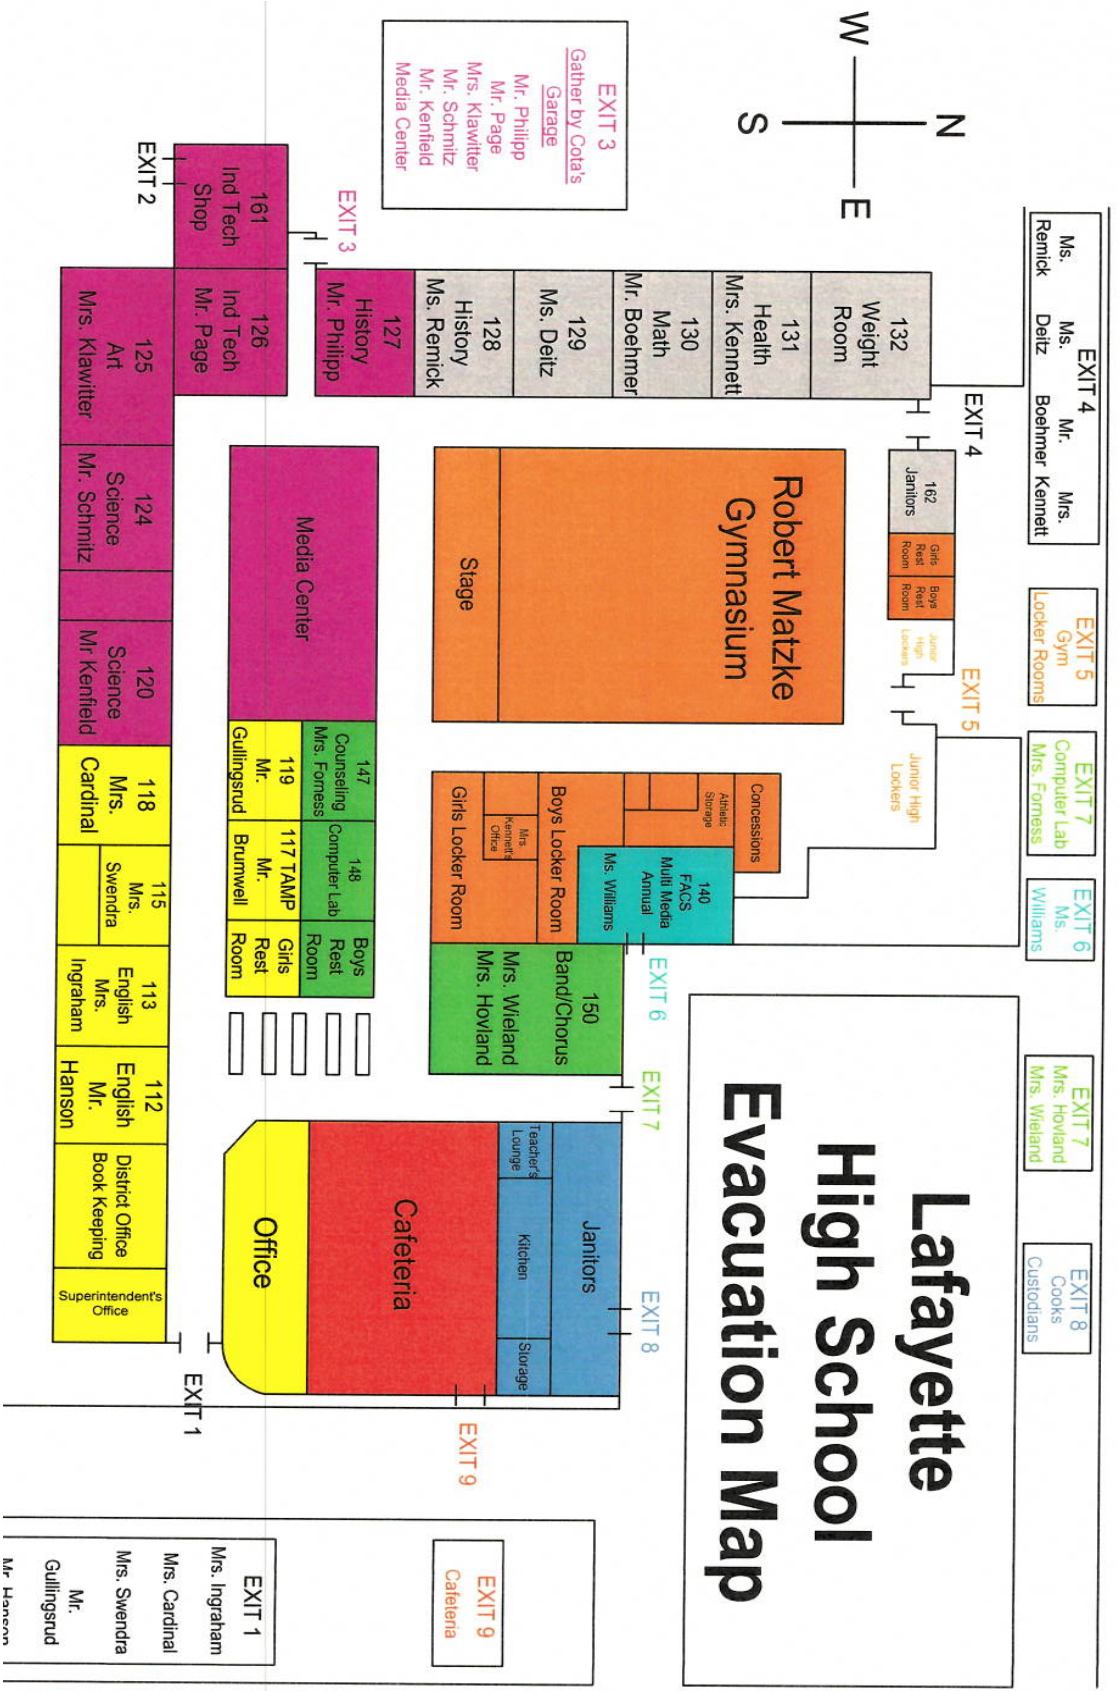 EXIT 4
Ms.
Remick
Ms.
Deitz
Mr.
Boehmer
Mrs.
Kennett
EXIT 5
Gym
Locker Rooms
EXIT 7
Computer Lab
Mrs. Forness
EXIT 6
Ms.
Williams
EXIT 7
Mrs. Hovland
Mrs. Wieland
EXIT 8
Cooks
Custodians
N
W
E
S
Lafayette
High School
Evacuation Map
EXIT 4
EXIT 5
162
Janitors
Girls
Rest
Room
Boys
Rest
Room
Junior
High
Lockers
Junior High
Lockers
132
Weight
Room
131
Health
Mrs. Kennett
130
Math
Mr. Boehmer
129
Ms. Deitz
128
History
Ms. Remick
127
History
Mr. Philipp
Robert Matzke
Gymnasium
Stage
Concessions
Athletic
Storage
140
FACS
Multi Media
Annual
Ms. Williams
Boys Locker Room
Mrs
Kennett's
Office
Girls Locker Room
EXIT 6
150
Band/Chorus
Mrs. Wieland
Mrs. Hovland
EXIT 7
EXIT 8
Janitors
Teacher's
Lounge
Kitchen
Storage
Cafeteria
Office
EXIT 9
EXIT 9
Cafeteria
EXIT 3
Gather by Cota's
Garage
Mr. Philipp
Mr. Page
Mrs. Klawitter
Mr. Schmitz
Mr. Kenfield
Media Center
EXIT 3
161
Ind Tech
Shop
126
Ind Tech
Mr. Page
EXIT 2
Media Center
147
Counseling
Mrs. Forness
148
Computer Lab
Boys
Rest
Room
119
Mr.
Gullingsrud
117 TAMP
Mr.
Brumwell
Girls
Rest
Room
125
Art
Mrs. Klawitter
124
Science
Mr. Schmitz
120
Science
Mr Kenfield
118
Mrs.
Cardinal
115
Mrs.
Swendra
113
English
Mrs.
Ingraham
112
English
Mr.
Hanson
District Office
Book Keeping
Superintendent's
Office
EXIT 1
EXIT 1
Mrs. Ingraham
Mrs. Cardinal
Mrs. Swendra
Mr.
Gullingsrud
Mr. Hanson